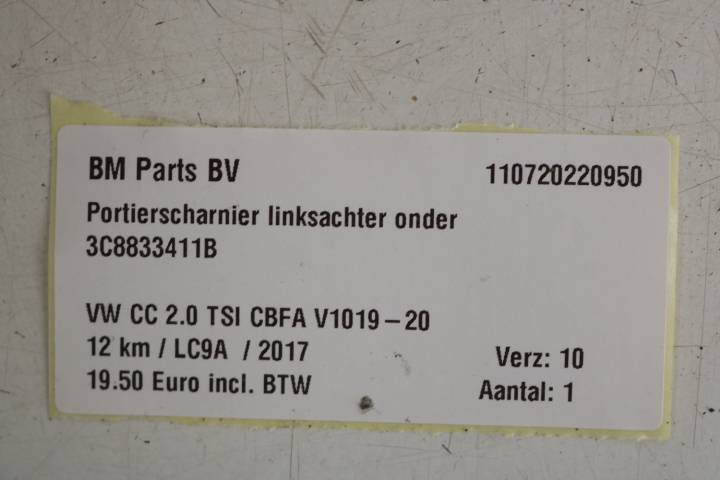 BM Parts BV 110720220950
Portierscharnier linksachter onder
3C8833411B
VW CC 2.0 TSI CBFA V1019-20
12 km / LC9A / 2017 Verz: 10
19.50 Euro incl. BTW Aantal: 1